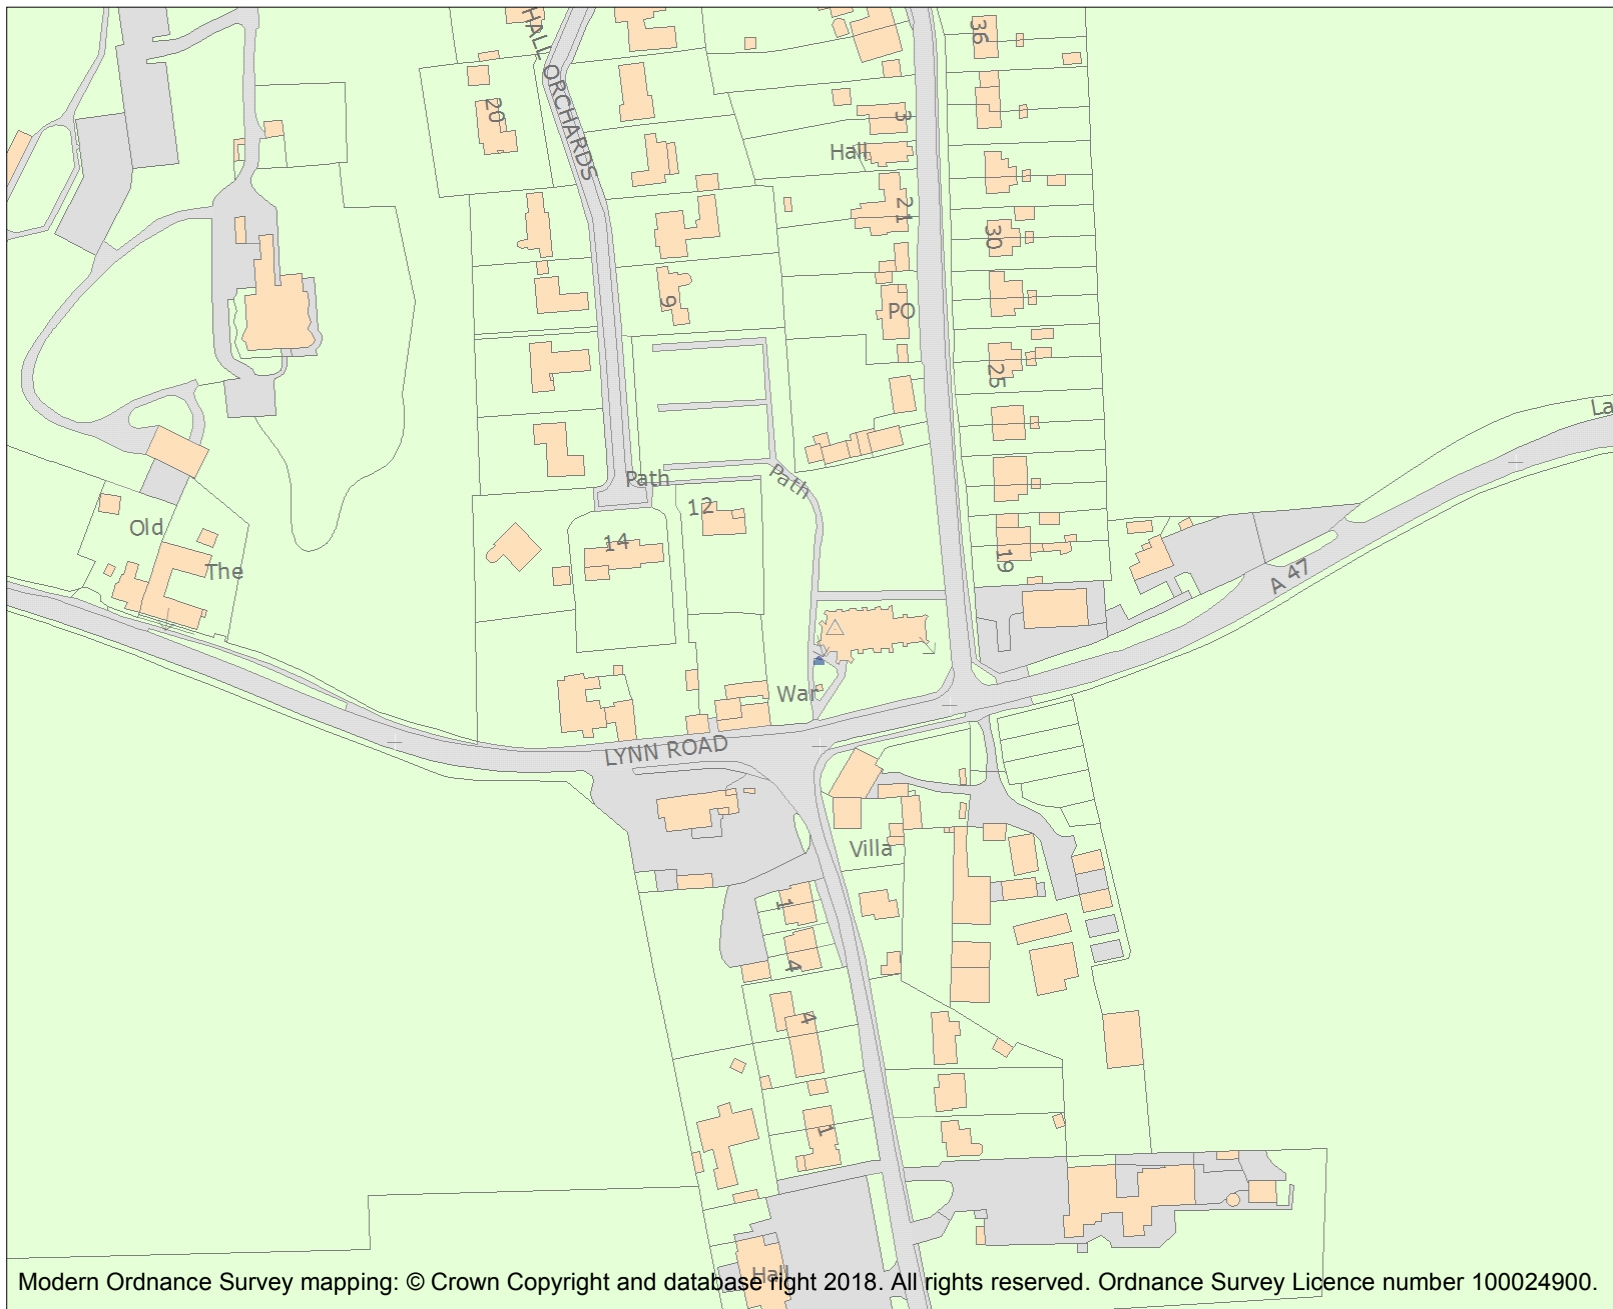 HALL ORCHARDS
36
20
3
Hall
21
30
9
PO
25
La
Path
Path
12
Old
14
The
19
A 47
War
LYNN ROAD
Villa
1
4
4
1
Hall
Modern Ordnance Survey mapping: © Crown Copyright and database right 2018. All rights reserved. Ordnance Survey Licence number 100024900.